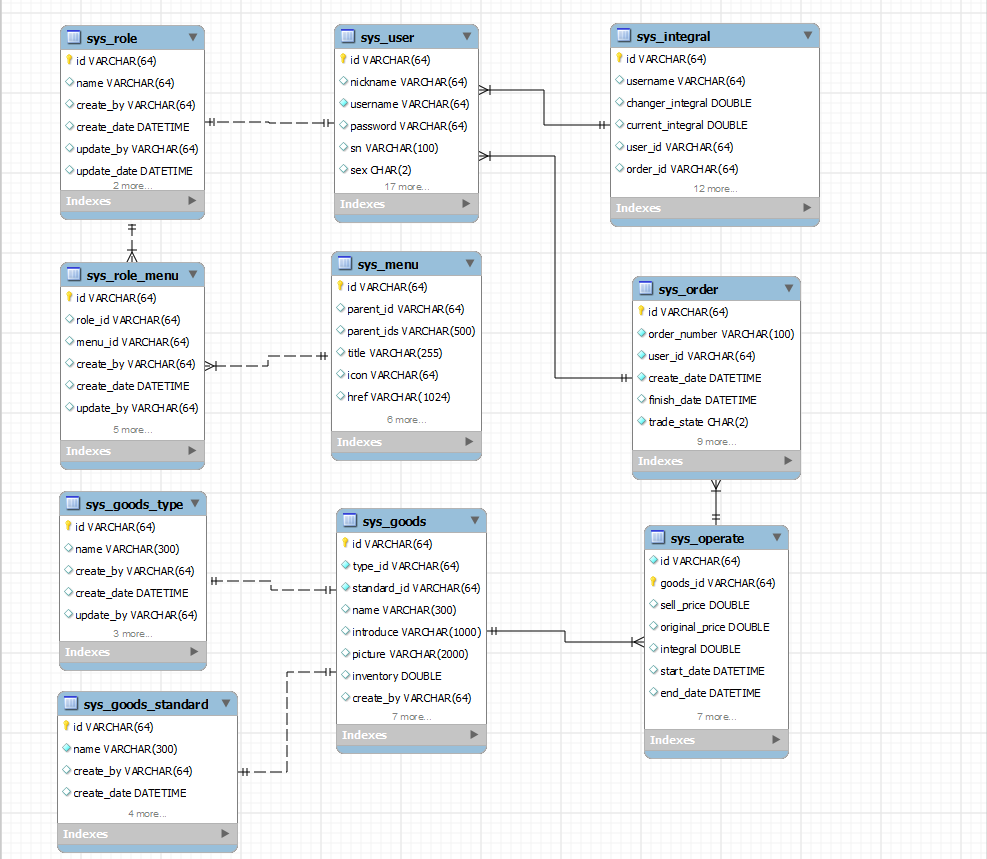 sys_role
id VARCHAR(64)
name VARCHAR(64)
create_by VARCHAR(64)
create_date DATETIME
update_by VARCHAR(64)
update_date DATETIME
2 more...
Indexes
sys_user
id VARCHAR(64)
nickname VARCHAR(64)
username VARCHAR(64)
password VARCHAR(64)
sn VARCHAR(100)
sex CHAR(2)
17 more...
Indexes
sys_integral
id VARCHAR(64)
username VARCHAR(64)
changer_integral DOUBLE
current_integral DOUBLE
user_id VARCHAR(64)
order_id VARCHAR(64)
12 more...
Indexes
sys_role_menu
id VARCHAR(64)
role_id VARCHAR(64)
menu_id VARCHAR(64)
create_by VARCHAR(64)
create_date DATETIME
update_by VARCHAR(64)
5 more...
Indexes
sys_menu
id VARCHAR(64)
parent_id VARCHAR(64)
parent_ids VARCHAR(500)
title VARCHAR(255)
icon VARCHAR(64)
href VARCHAR(1024)
6 more...
Indexes
sys_order
id VARCHAR(64)
order_number VARCHAR(100)
user_id VARCHAR(64)
create_date DATETIME
finish_date DATETIME
trade_state CHAR(2)
9 more...
Indexes
sys_goods_type
id VARCHAR(64)
name VARCHAR(300)
create_by VARCHAR(64)
create_date DATETIME
update_by VARCHAR(64)
3 more...
Indexes
sys_goods
id VARCHAR(64)
type_id VARCHAR(64)
standard_id VARCHAR(64)
name VARCHAR(300)
introduce VARCHAR(1000)
picture VARCHAR(2000)
inventory DOUBLE
create_by VARCHAR(64)
7 more...
Indexes
sys_operate
id VARCHAR(64)
goods_id VARCHAR(64)
sell_price DOUBLE
original_price DOUBLE
integral DOUBLE
start_date DATETIME
end_date DATETIME
7 more...
Indexes
sys_goods_standard
id VARCHAR(64)
name VARCHAR(300)
create_by VARCHAR(64)
create_date DATETIME
4 more...
Indexes